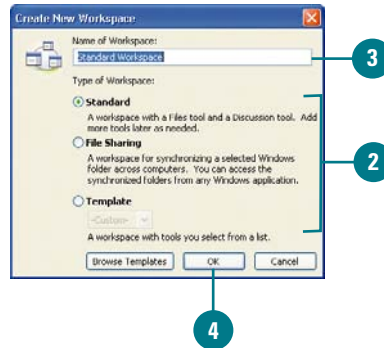 Create New Workspace
Name of Workspace:
Standard Workspace
3
Type of Workspace:
Standard
A workspace with a Files tool and a Discussion tool. Add
more tools later as needed.
File Sharing
A workspace for synchronizing a selected Windows
folder across computers. You can access the
synchronized folders from any Windows application.
2
Template
-Custom-
A workspace with tools you select from a list.
Browse Templates
OK
Cancel
4